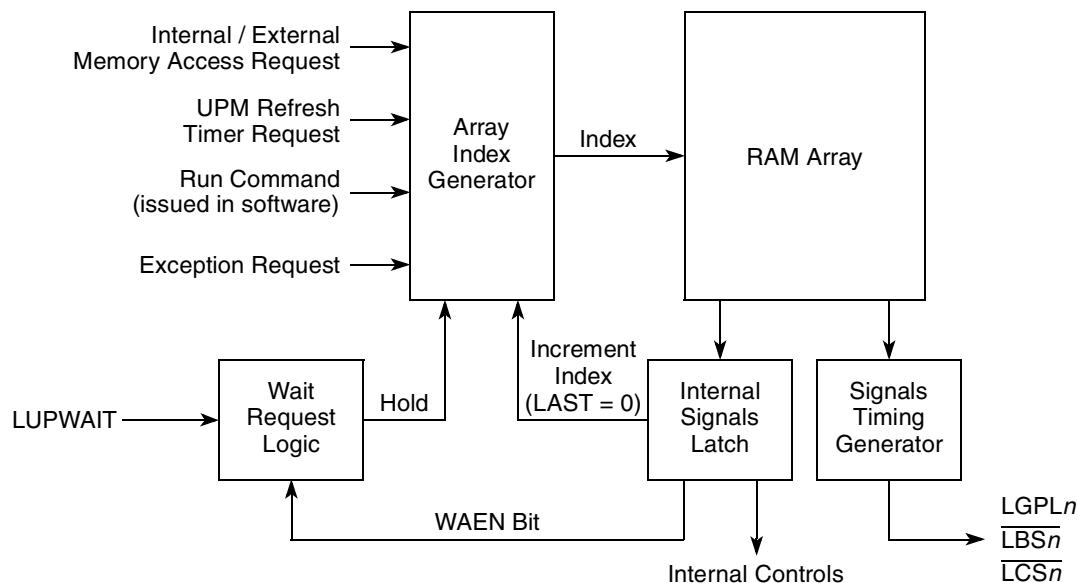 Internal / External
Memory Access Request
UPM Refresh
Timer Request
Run Command
(issued in software)
Exception Request
Array
Index
Generator
Index
RAM Array
LUPWAIT
Wait
Request
Logic
Hold
Increment
Index
(LAST = 0)
Internal
Signals
Latch
Signals
Timing
Generator
WAEN Bit
Internal Controls
LGPLn
LBSn
LCSn